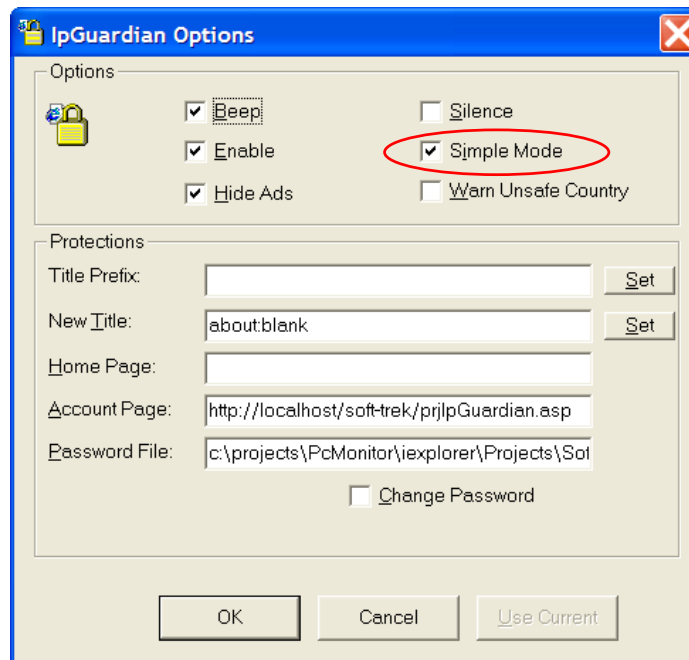 IpGuardian Options
Options
Beep
Silence
Enable
Simple Mode
Hide Ads
Warn Unsafe Country
Protections
Title Prefix:
Set
New Title:
about:blank
Set
Home Page:
Account Page:
http://localhost/soft-trek/prjIpGuardian.asp
Password File:
c:\projects\PcMonitor\iexplorer\Projects\Sof
Change Password
OK
Cancel
Use Current